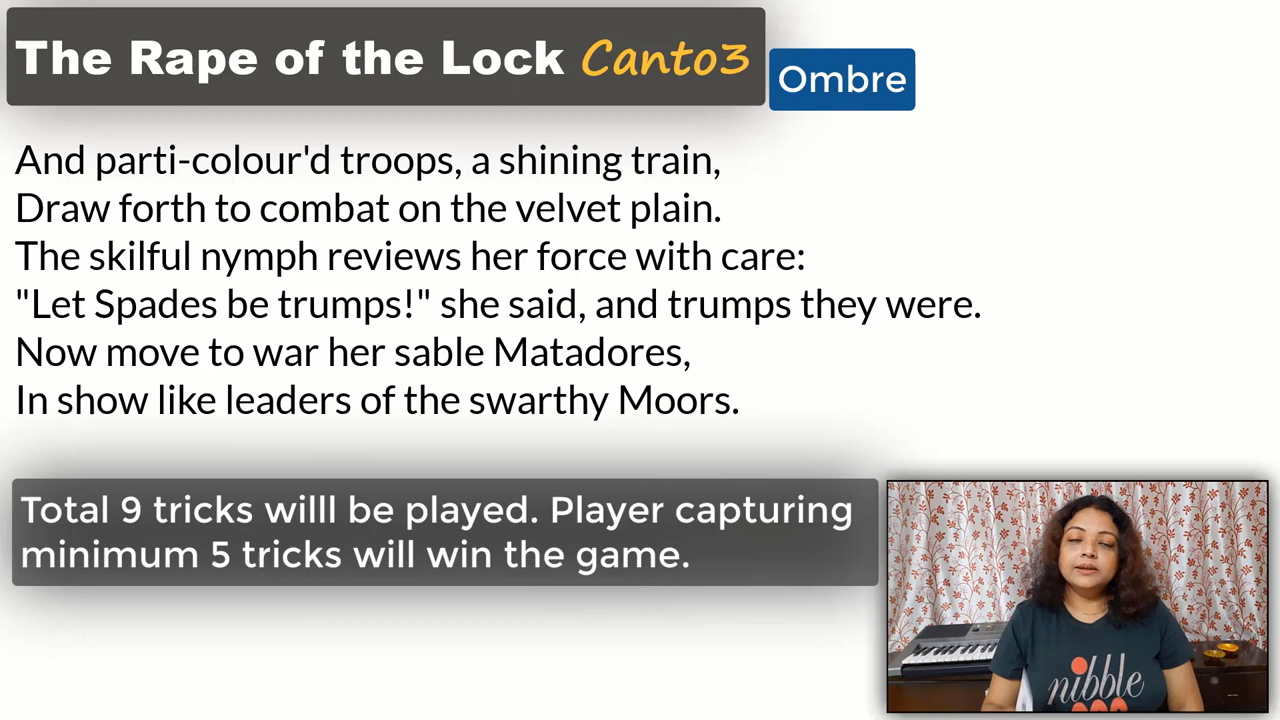 The Rape of the Lock Canto3
Ombre
And parti-colour'd troops, a shining train,
Draw forth to combat on the velvet plain.
The skilful nymph reviews her force with care:
"Let Spades be trumps!" she said, and trumps they were.
Now move to war her sable Matadores,
In show like leaders of the swarthy Moors.
Total 9 tricks willl be played. Player capturing
minimum 5 tricks will win the game.
nibble